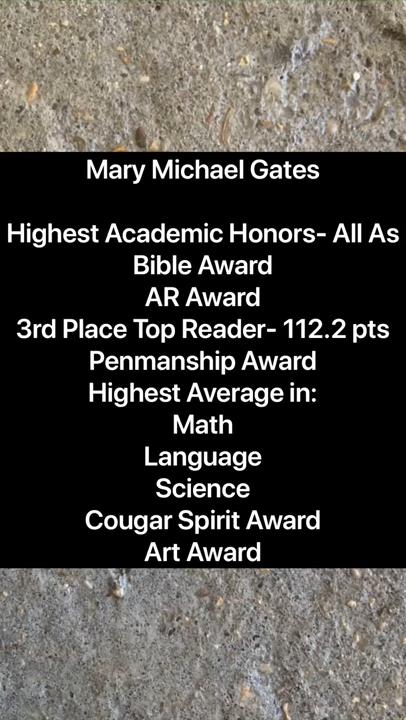 Mary Michael Gates
Highest Academic Honors- All As
Bible Award
AR Award
3rd Place Top Reader- 112.2 pts
Penmanship Award
Highest Average in:
Math
Language
Science
Cougar Spirit Award
Art Award